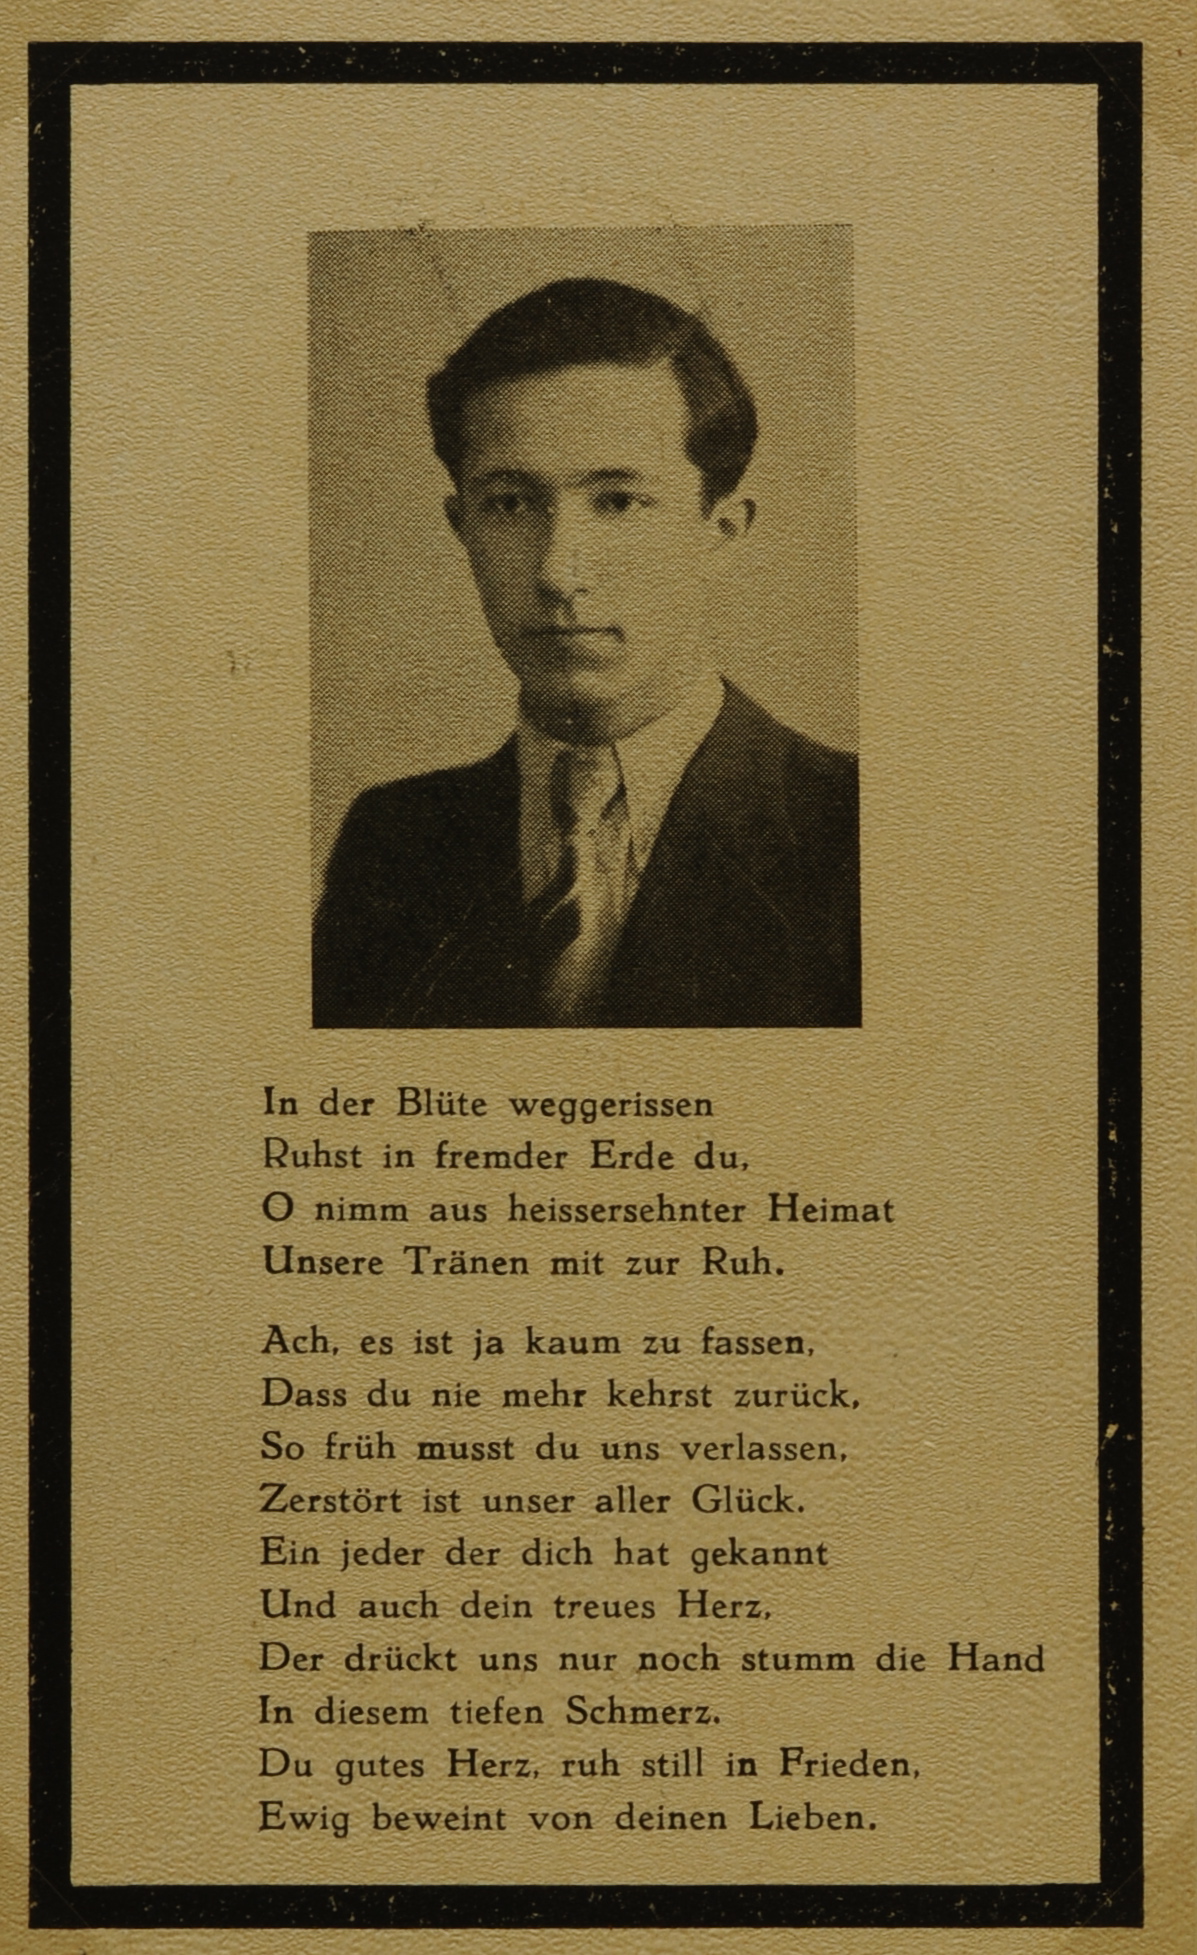 In der Blüte weggerissen
Ruhst in fremder Erde du,
O nimm aus heissersehnter Heimat
Unsere Tränen mit zur Ruh.
Ach, es ist ja kaum zu fassen,
Dass du nie mehr kehrst zurück,
So früh musst du uns verlassen,
Zerstört ist unser aller Glück.
Ein jeder der dich hat gekannt
Und auch dein treues Herz,
Der drückt uns nur noch stumm die Hand
In diesem tiefen Schmerz.
Du gutes Herz, ruh still in Frieden,
Ewig beweint von deinen Lieben.